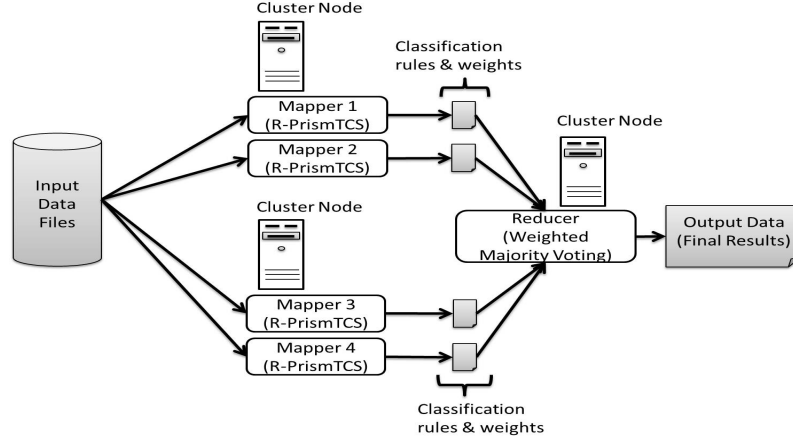 Cluster Node
Classification
rules & weights
Mapper 1
(R-PrismTCS)
Mapper 2
(R-PrismTCS)
Cluster Node
Input
Data
Files
Cluster Node
Reducer
(Weighted
Majority Voting)
Output Data
(Final Results)
Mapper 3
(R-PrismTCS)
Mapper 4
(R-PrismTCS)
Classification
rules & weights